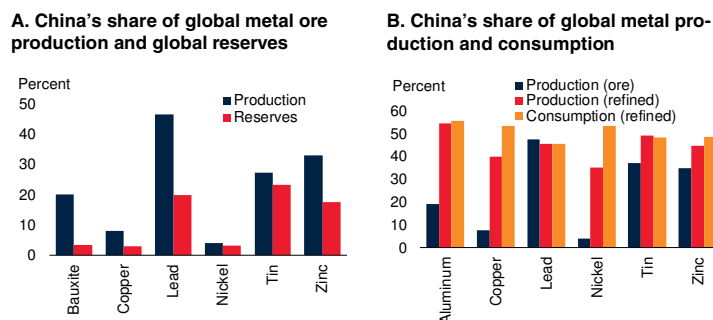 A. China's share of global metal ore
production and global reserves
Percent
50
40
30
20
10
0
Production
Reserves
Bauxite
Copper
Lead
Nickel
Tin
Zinc
B. China's share of global metal pro-
duction and consumption
Percent
60
50
40
30
20
10
0
Production (ore)
Production (refined)
Consumption (refined)
Aluminum
Copper
Lead
Nickel
Tin
Zinc